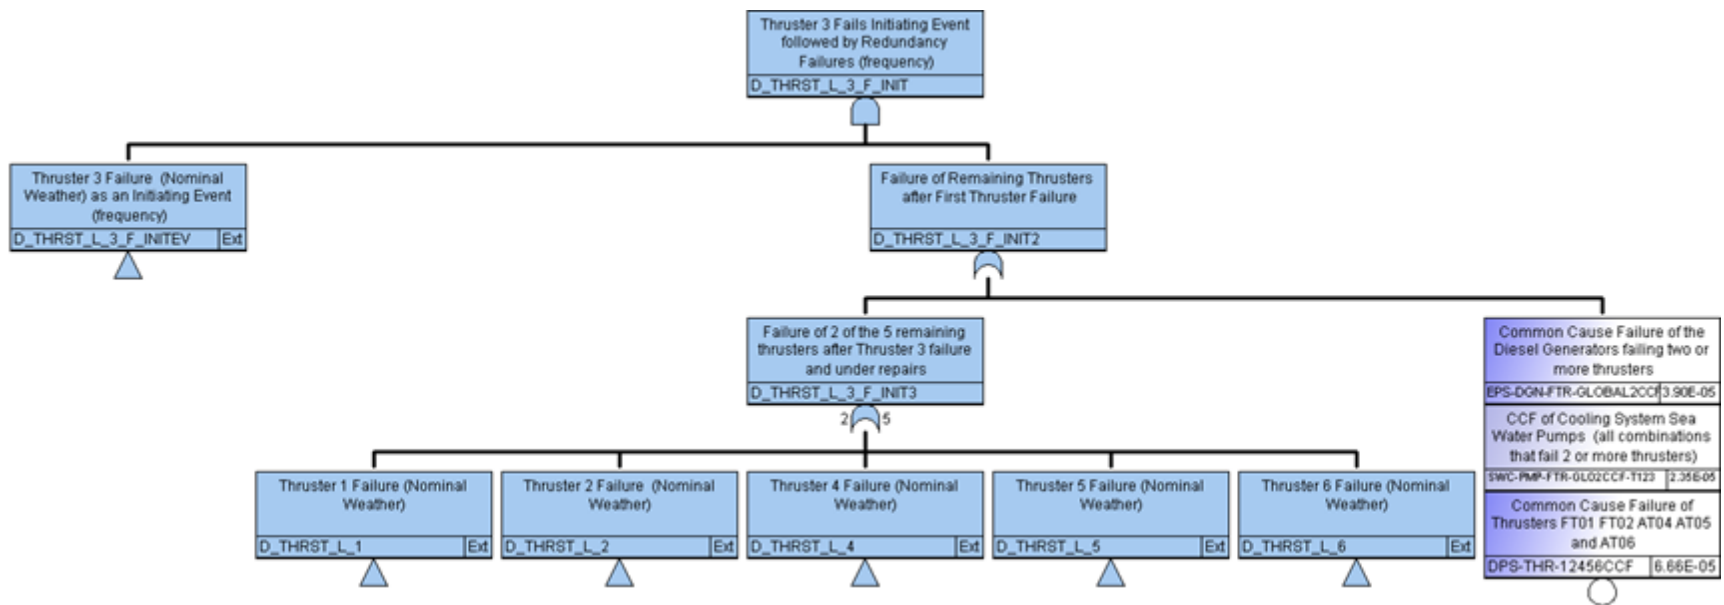 Thruster 3 Fails Initiating Event
followed by Redundancy
Failures (frequency)
D_THRST_L_3_F_INIT
Thruster 3 Failure (Nominal
Weather) as an Initiating Event
(frequency)
D_THRST_L_3_F_INITEV Ext
Failure of Remaining Thrusters
after First Thruster Failure
D_THRST_L_3_F_INIT2
Failure of 2 of the 5 remaining
thrusters after Thruster 3 failure
and under repairs
D_THRST_L_3_F_INIT3
2 5
Common Cause Failure of the
Diesel Generators failing two or
more thrusters
EPS-DGN-FTR-GLOBAL2CCF 3.90E-05
CCF of Cooling System Sea
Water Pumps (all combinations
that fail 2 or more thrusters)
SWC-PMP-FTR-GLO2CCF-T123 2.35E-05
Common Cause Failure of
Thrusters FT01 FT02 AT04 AT05
and AT06
DPS-THR-12456CCF 6.66E-05
Thruster 1 Failure (Nominal
Weather)
D_THRST_L_1 Ext
Thruster 2 Failure (Nominal
Weather)
D_THRST_L_2 Ext
Thruster 4 Failure (Nominal
Weather)
D_THRST_L_4 Ext
Thruster 5 Failure (Nominal
Weather)
D_THRST_L_5 Ext
Thruster 6 Failure (Nominal
Weather)
D_THRST_L_6 Ext